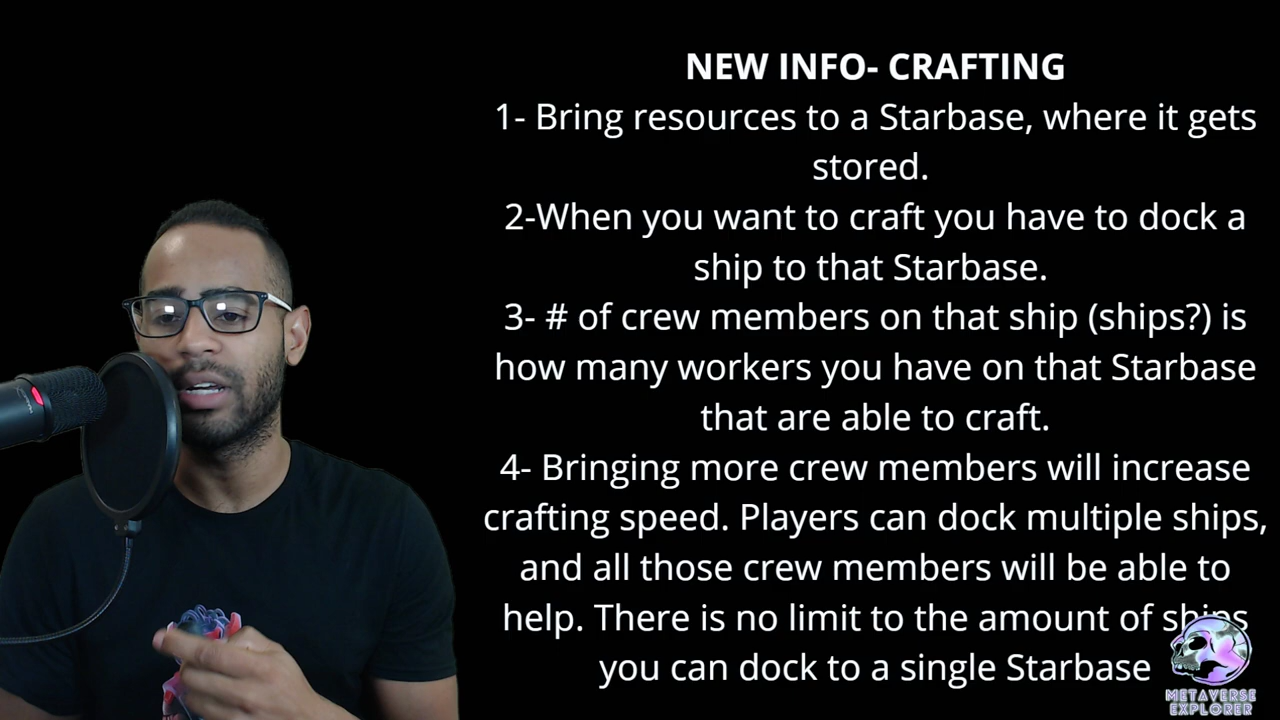 NEW INFO- CRAFTING
1- Bring resources to a Starbase, where it gets
stored.
2-When you want to craft you have to dock a
ship to that Starbase.
3- # of crew members on that ship (ships?) is
how many workers you have on that Starbase
that are able to craft.
4- Bringing more crew members will increase
crafting speed. Players can dock multiple ships,
and all those crew members will be able to
help. There is no limit to the amount of ships
you can dock to a single Starbase
METAVERSE
EXPLORER